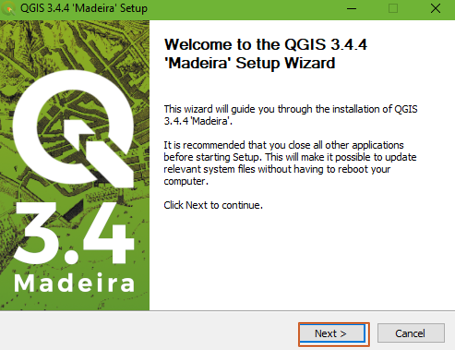 QGIS 3.4.4 'Madeira' Setup
Welcome to the QGIS 3.4.4
'Madeira' Setup Wizard
This wizard will guide you through the installation of QGIS
3.4.4 'Madeira'.
It is recommended that you close all other applications
before starting Setup. This will make it possible to update
relevant system files without having to reboot your
computer.
Click Next to continue.
3.4
Madeira
Next >
Cancel